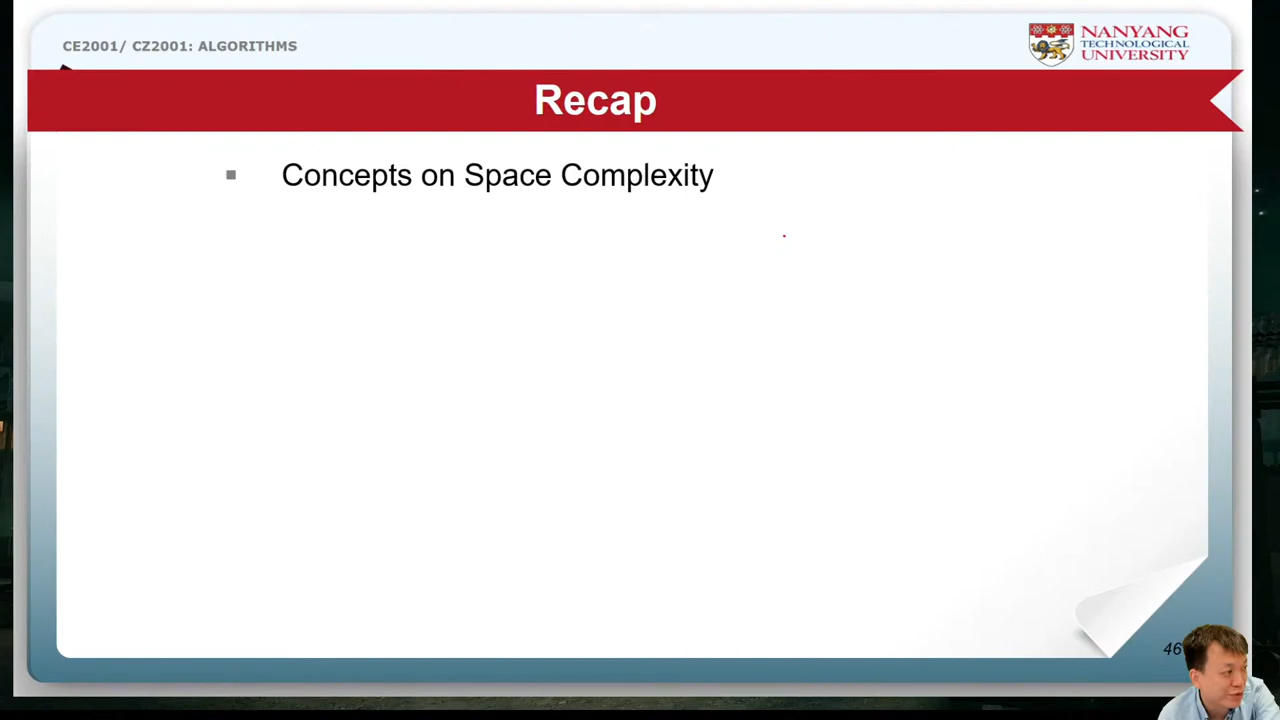 CE2001/ CZ2001: ALGORITHMS
NANYANG
TECHNOLOGICAL
UNIVERSITY
Recap
▪ Concepts on Space Complexity
46